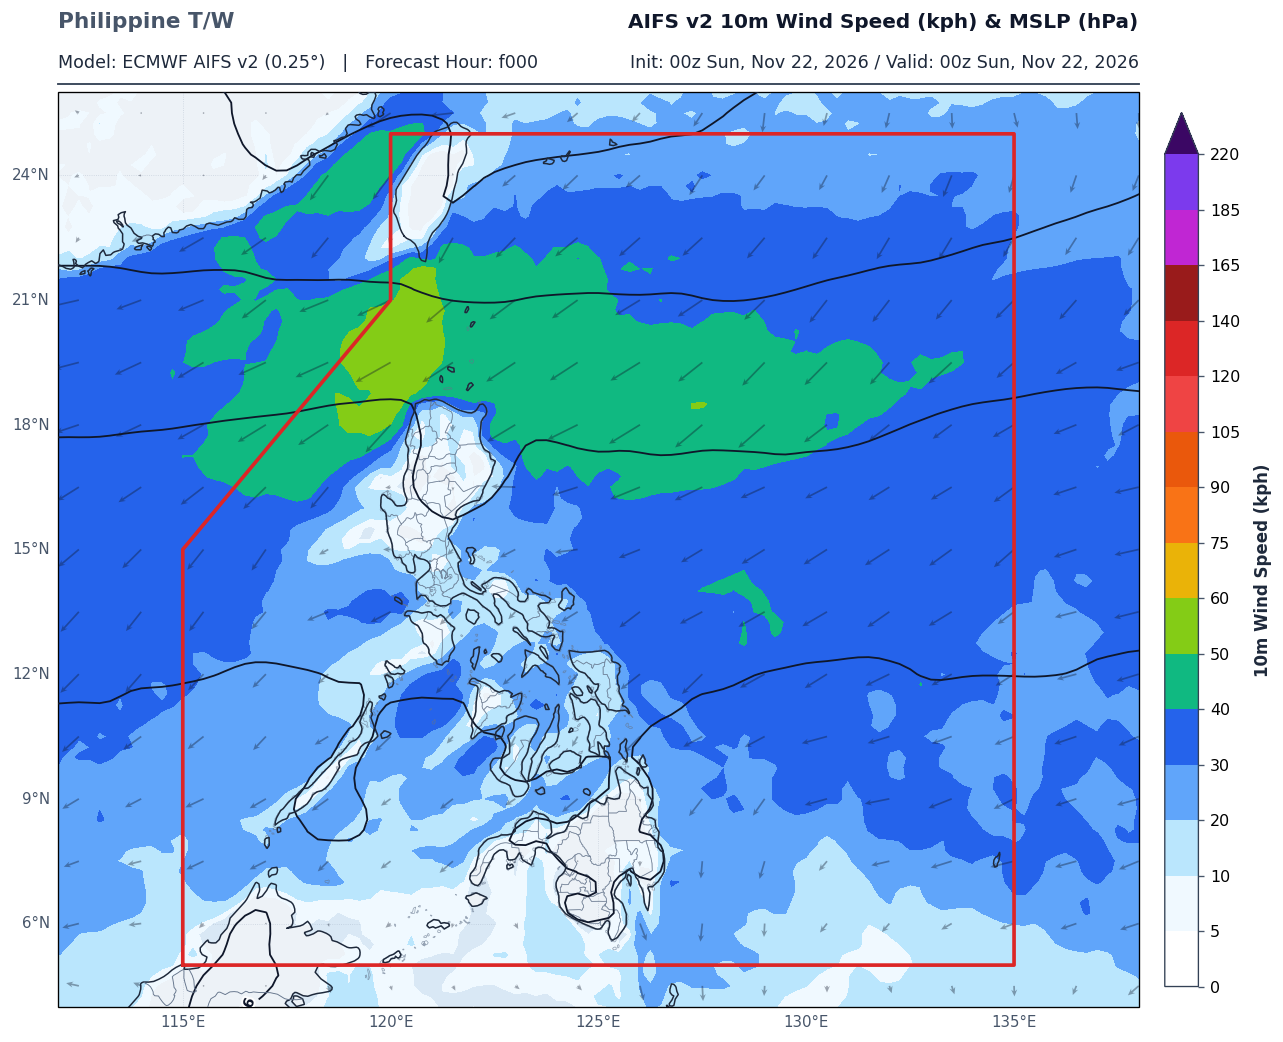 Philippine T/W
AIFS v2 10m Wind Speed (kph) & MSLP (hPa)
Model: ECMWF AIFS v2 (0.25°) | Forecast Hour: f000
Init: 00z Sun, Nov 22, 2026 / Valid: 00z Sun, Nov 22, 2026
24°N
21°N
18°N
15°N
12°N
9°N
6°N
115°E
120°E
125°E
130°E
135°E
220
185
165
140
120
105
90
75
60
50
40
30
20
10
5
0
10m Wind Speed (kph)